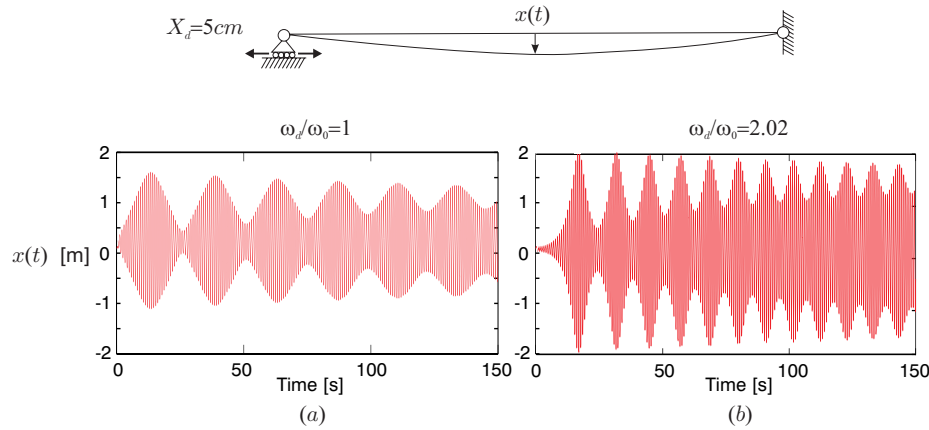 X_d=5cm
x(t)
ω_d/ω_0=1
ω_d/ω_0=2.02
x(t) [m]
2
1
0
-1
-2
0 50 100 150
Time [s]
(a)
2
1
0
-1
-2
0 50 100 150
Time [s]
(b)